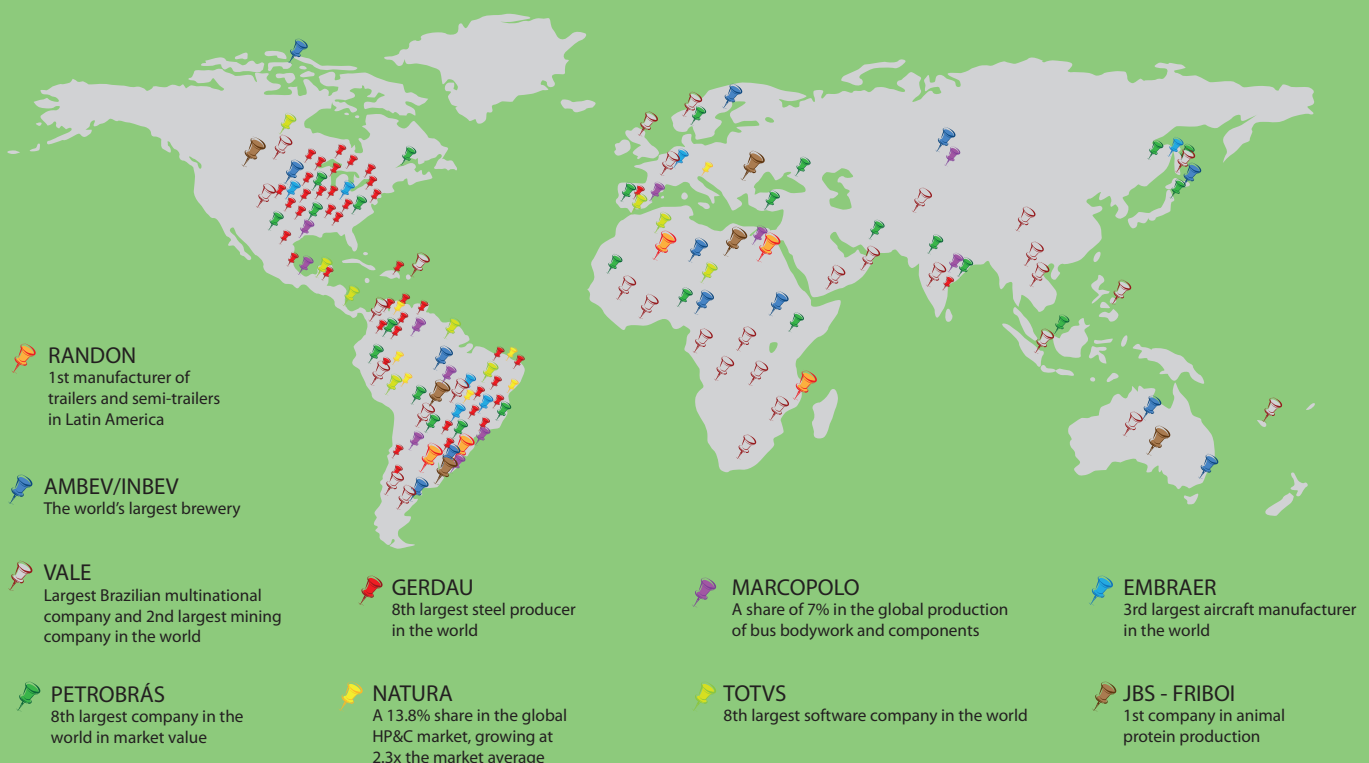 RANDON
1st manufacturer of
trailers and semi-trailers
in Latin America
AMBEV/INBEV
The world's largest brewery
VALE
Largest Brazilian multinational
company and 2nd largest mining
company in the world
GERDAU
8th largest steel producer
in the world
MARCOPOLO
A share of 7% in the global production
of bus bodywork and components
EMBRAER
3rd largest aircraft manufacturer
in the world
PETROBRÁS
8th largest company in the
world in market value
NATURA
A 13.8% share in the global
HP&C market, growing at
2.3x the market average
TOTVS
8th largest software company in the world
JBS - FRIBOI
1st company in animal
protein production